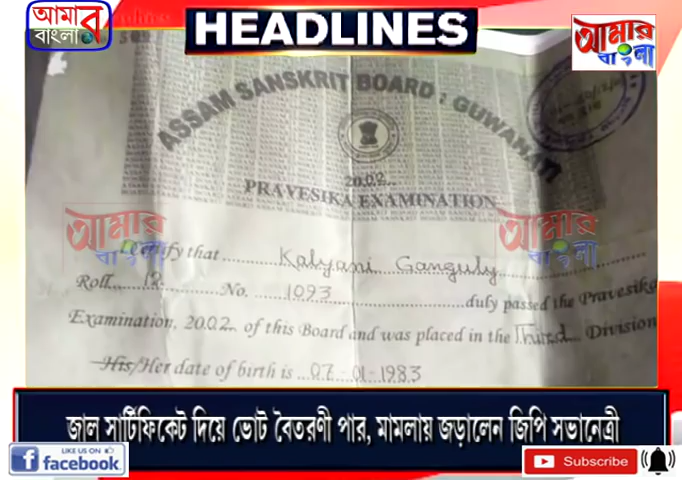 আমার বাংলা
HEADLINES
আমার বাংলা
ASSAM SANSKRIT BOARD : GUWAHATI
2002
PRAVESIKA EXAMINATION
আমার বাংলা
আমার বাংলা
Certify that Kalyani Ganguly
Roll 12 No. 1093 duly passed the Pravesika
Examination, 2002 of this Board and was placed in the Third Division
His/Her date of birth is 07-01-1983
জাল সার্টিফিকেট দিয়ে ভোট বৈতরণী পার, মামলায় জড়ালেন জিপি সভানেত্রী
LIKE US ON
facebook
Subscribe